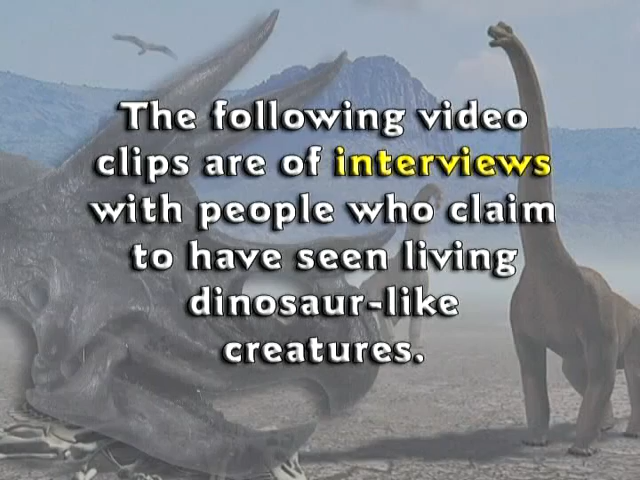 The following video
clips are of interviews
with people who claim
to have seen living
dinosaur-like
creatures.